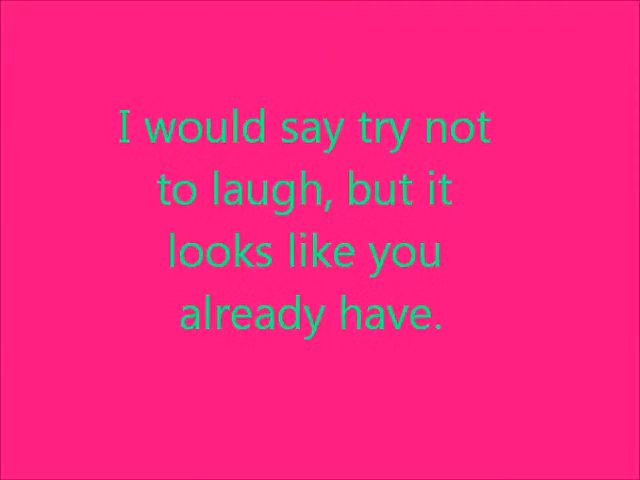 I would say try not
to laugh, but it
looks like you
already have.